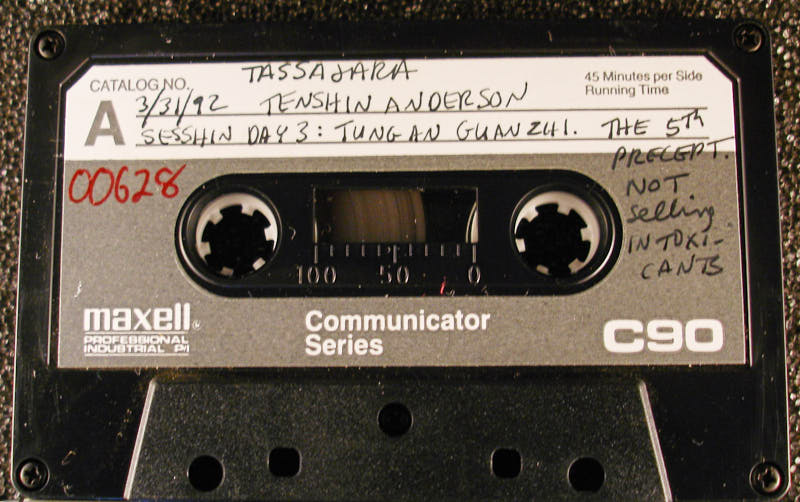 CATALOG NO. TASSAJARA
45 Minutes per Side
Running Time
A
3/31/92 TENSHIN ANDERSON
SESSHIN DAY 3: TUNGAN GUANZHI. THE 5Th
PRECEPT.
NOT
selling
INTOXI-
CANTS
00628
100 50 0
maxell®
PROFESSIONAL
INDUSTRIAL P-I
Communicator
Series
C90